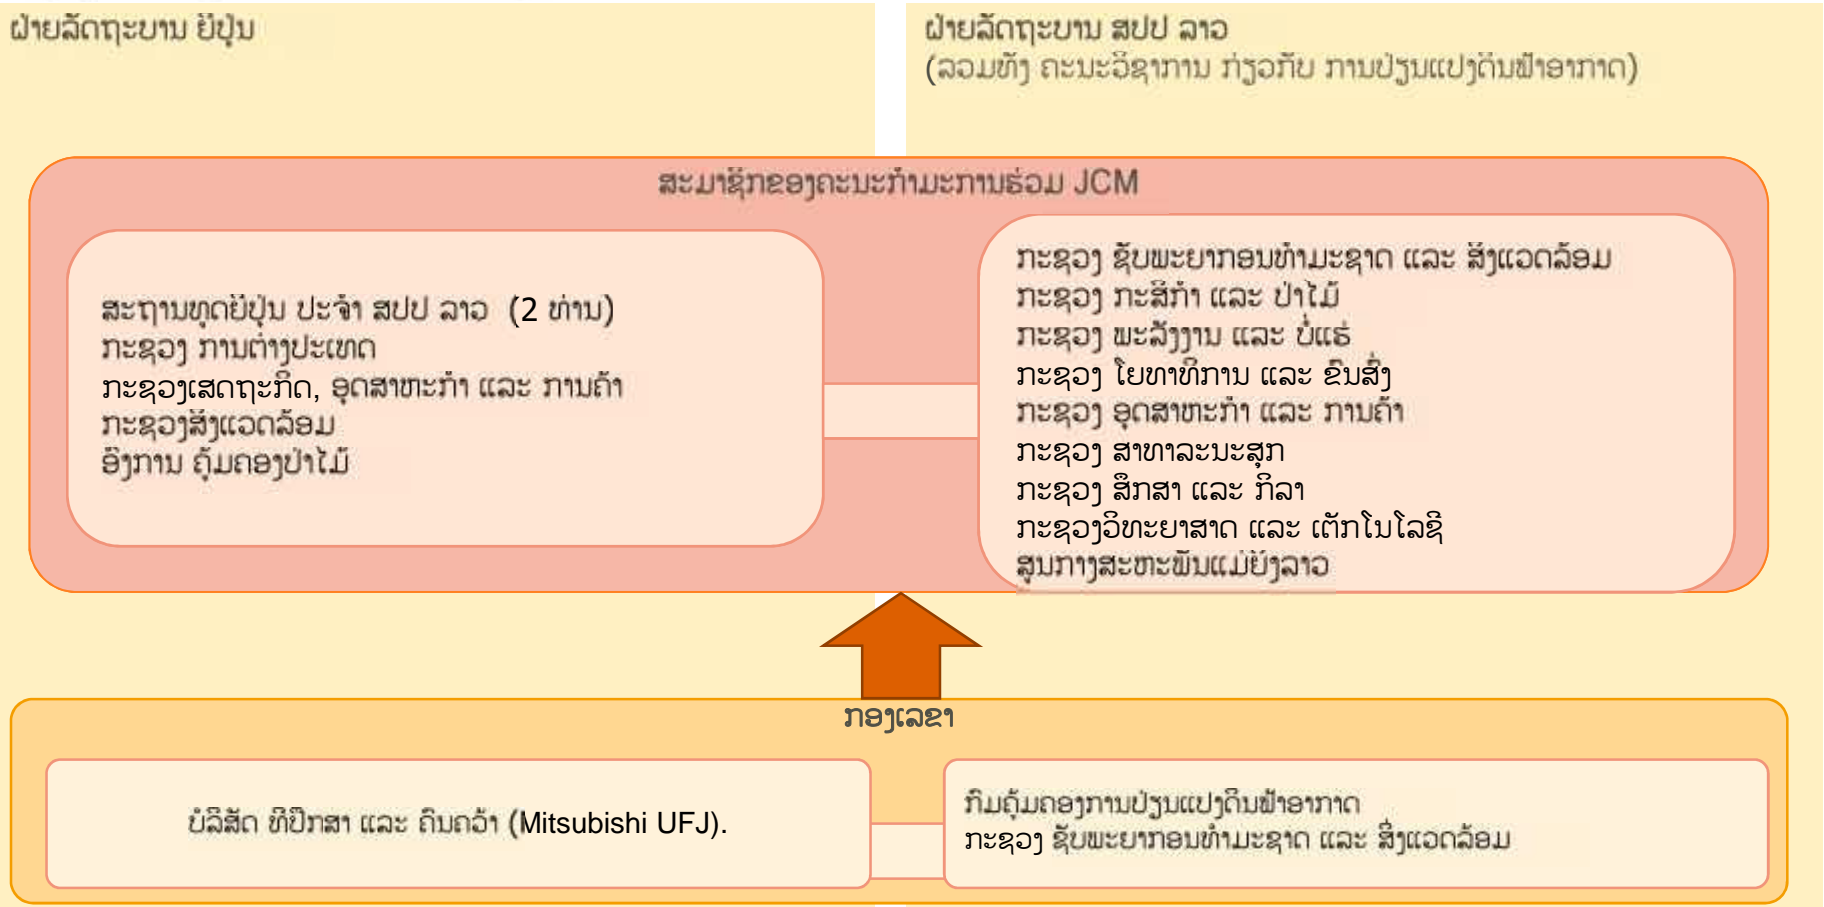 ຝ່າຍລັດຖະບານ ຍີ່ປຸ່ນ
ຝ່າຍລັດຖະບານ ສປປ ລາວ
(ລວມທັງ ຄະນະວິຊາການ ກ່ຽວກັບ ການປ່ຽນແປງດິນຟ້າອາກາດ)
ສະມາຊິກຂອງຄະນະກຳມະການຮ່ວມ JCM
ສະຖານທູດຍີ່ປຸ່ນ ປະຈຳ ສປປ ລາວ (2 ທ່ານ)
ກະຊວງ ການຕ່າງປະເທດ
ກະຊວງເສດຖະກິດ, ອຸດສາຫະກຳ ແລະ ການຄ້າ
ກະຊວງສິ່ງແວດລ້ອມ
ອົງການ ຄຸ້ມຄອງປ່າໄມ້
ກະຊວງ ຊັບພະຍາກອນທຳມະຊາດ ແລະ ສິ່ງແວດລ້ອມ
ກະຊວງ ກະສິກຳ ແລະ ປ່າໄມ້
ກະຊວງ ພະລັງງານ ແລະ ບໍ່ແຮ່
ກະຊວງ ໂຍທາທິການ ແລະ ຂົນສົ່ງ
ກະຊວງ ອຸດສາຫະກຳ ແລະ ການຄ້າ
ກະຊວງ ສາທາລະນະສຸກ
ກະຊວງ ສຶກສາ ແລະ ກິລາ
ກະຊວງວິທະຍາສາດ ແລະ ເຕັກໂນໂລຊີ
ສູນກາງສະຫະພັນແມ່ຍິງລາວ
ກອງເລຂາ
ບໍລິສັດ ທີ່ປຶກສາ ແລະ ຄົ້ນຄວ້າ (Mitsubishi UFJ).
ກົມຄຸ້ມຄອງການປ່ຽນແປງດິນຟ້າອາກາດ
ກະຊວງ ຊັບພະຍາກອນທຳມະຊາດ ແລະ ສິ່ງແວດລ້ອມ